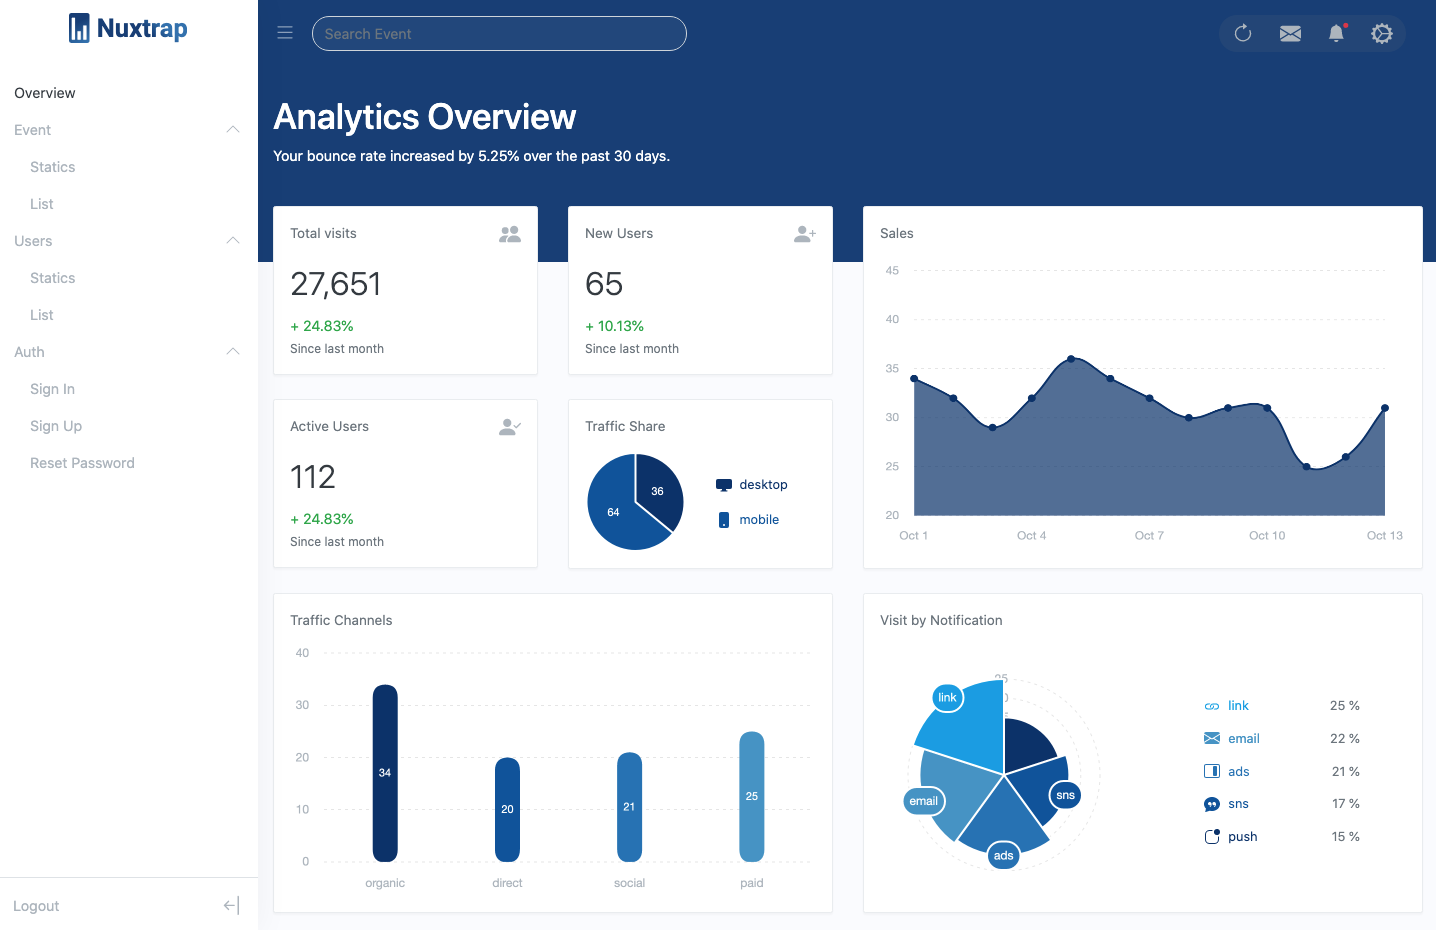 Nuxtrap
Overview
Event
Statics
List
Users
Statics
List
Auth
Sign In
Sign Up
Reset Password
Logout
Search Event
Analytics Overview
Your bounce rate increased by 5.25% over the past 30 days.
Total visits
27,651
+ 24.83%
Since last month
New Users
65
+ 10.13%
Since last month
Active Users
112
+ 24.83%
Since last month
Traffic Share
36
64
desktop
mobile
Sales
45
40
35
30
25
20
Oct 1 Oct 4 Oct 7 Oct 10 Oct 13
Traffic Channels
40
30
20
10
0
34
20
21
25
organic direct social paid
Visit by Notification
link
email
ads
sns
link 25 %
email 22 %
ads 21 %
sns 17 %
push 15 %